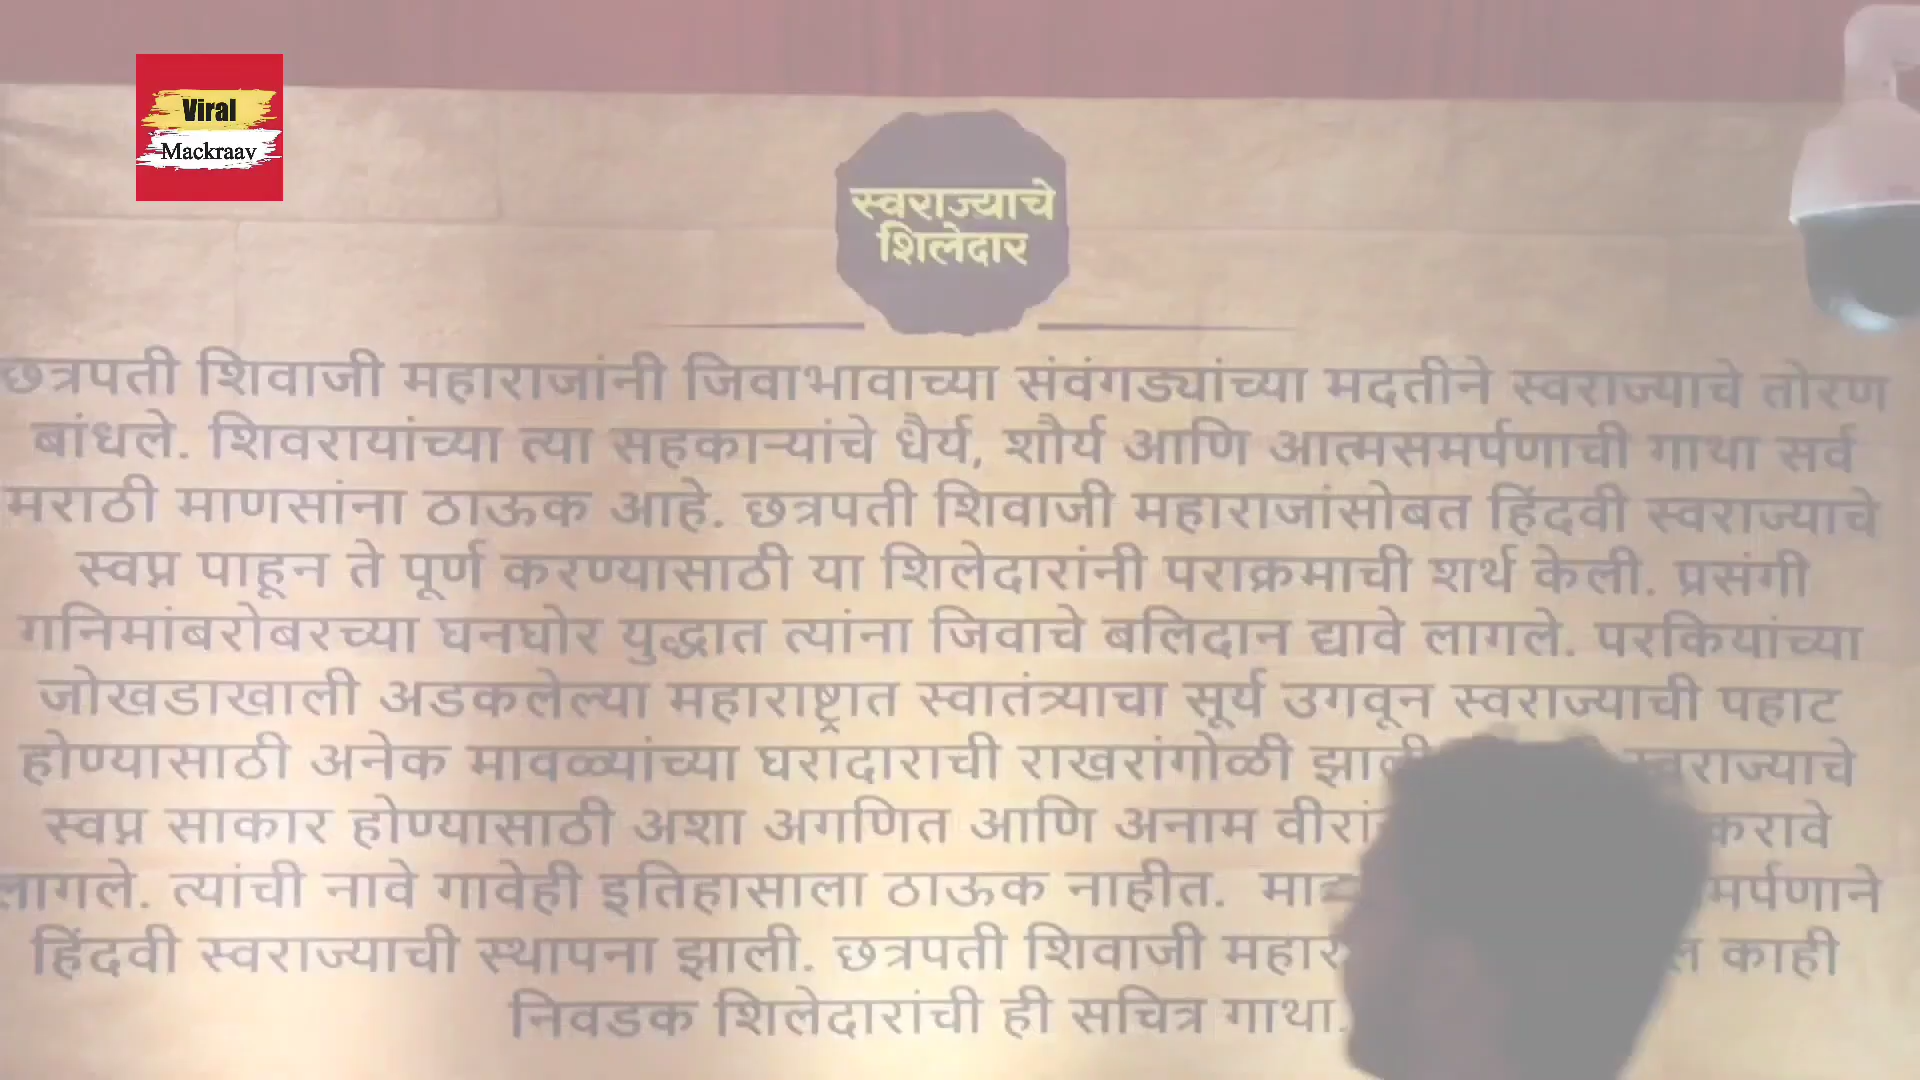 Viral
Mackraav
स्वराज्याचे
शिलेदार
छत्रपती शिवाजी महाराजांनी जिवाभावाच्या संवंगड्यांच्या मदतीने स्वराज्याचे तोरण
बांधले. शिवरायांच्या त्या सहकाऱ्यांचे धैर्य, शौर्य आणि आत्मसमर्पणाची गाथा सर्व
मराठी माणसांना ठाऊक आहे. छत्रपती शिवाजी महाराजांसोबत हिंदवी स्वराज्याचे
स्वप्न पाहून ते पूर्ण करण्यासाठी या शिलेदारांनी पराक्रमाची शर्थ केली. प्रसंगी
गनिमांबरोबरच्या घनघोर युद्धात त्यांना जिवाचे बलिदान द्यावे लागले. परकियांच्या
जोखडाखाली अडकलेल्या महाराष्ट्रात स्वातंत्र्याचा सूर्य उगवून स्वराज्याची पहाट
होण्यासाठी अनेक मावळ्यांच्या घरादाराची राखरांगोळी स्वराज्याचे
स्वप्न साकार होण्यासाठी अशा अगणित आणि अनाम करावे
लागले. त्यांची नावे गावेही इतिहासाला ठाऊक नाहीत.
हिंदवी स्वराज्याची स्थापना झाली. छत्रपती शिवाजी काही
निवडक शिलेदारांची ही सचित्र गाथा.